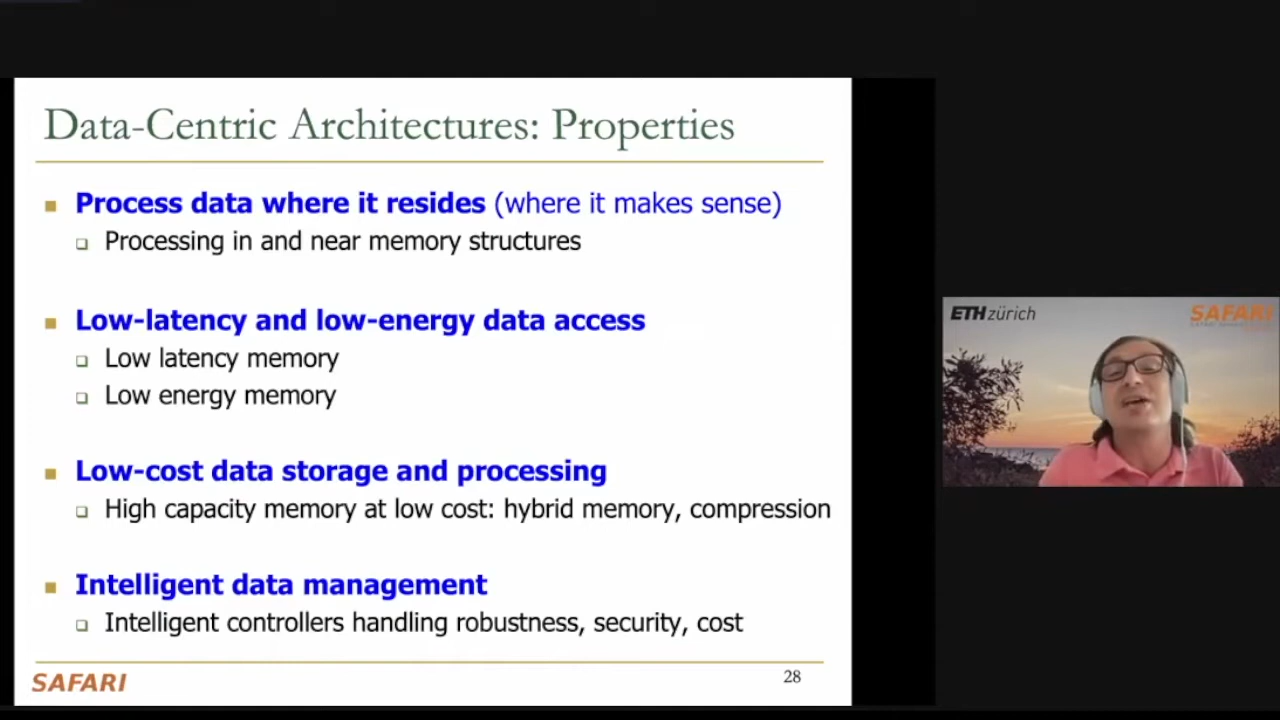 Data-Centric Architectures: Properties
Process data where it resides (where it makes sense)
Processing in and near memory structures
Low-latency and low-energy data access
Low latency memory
Low energy memory
Low-cost data storage and processing
High capacity memory at low cost: hybrid memory, compression
Intelligent data management
Intelligent controllers handling robustness, security, cost
SAFARI
28
ETH zürich
SAFARI